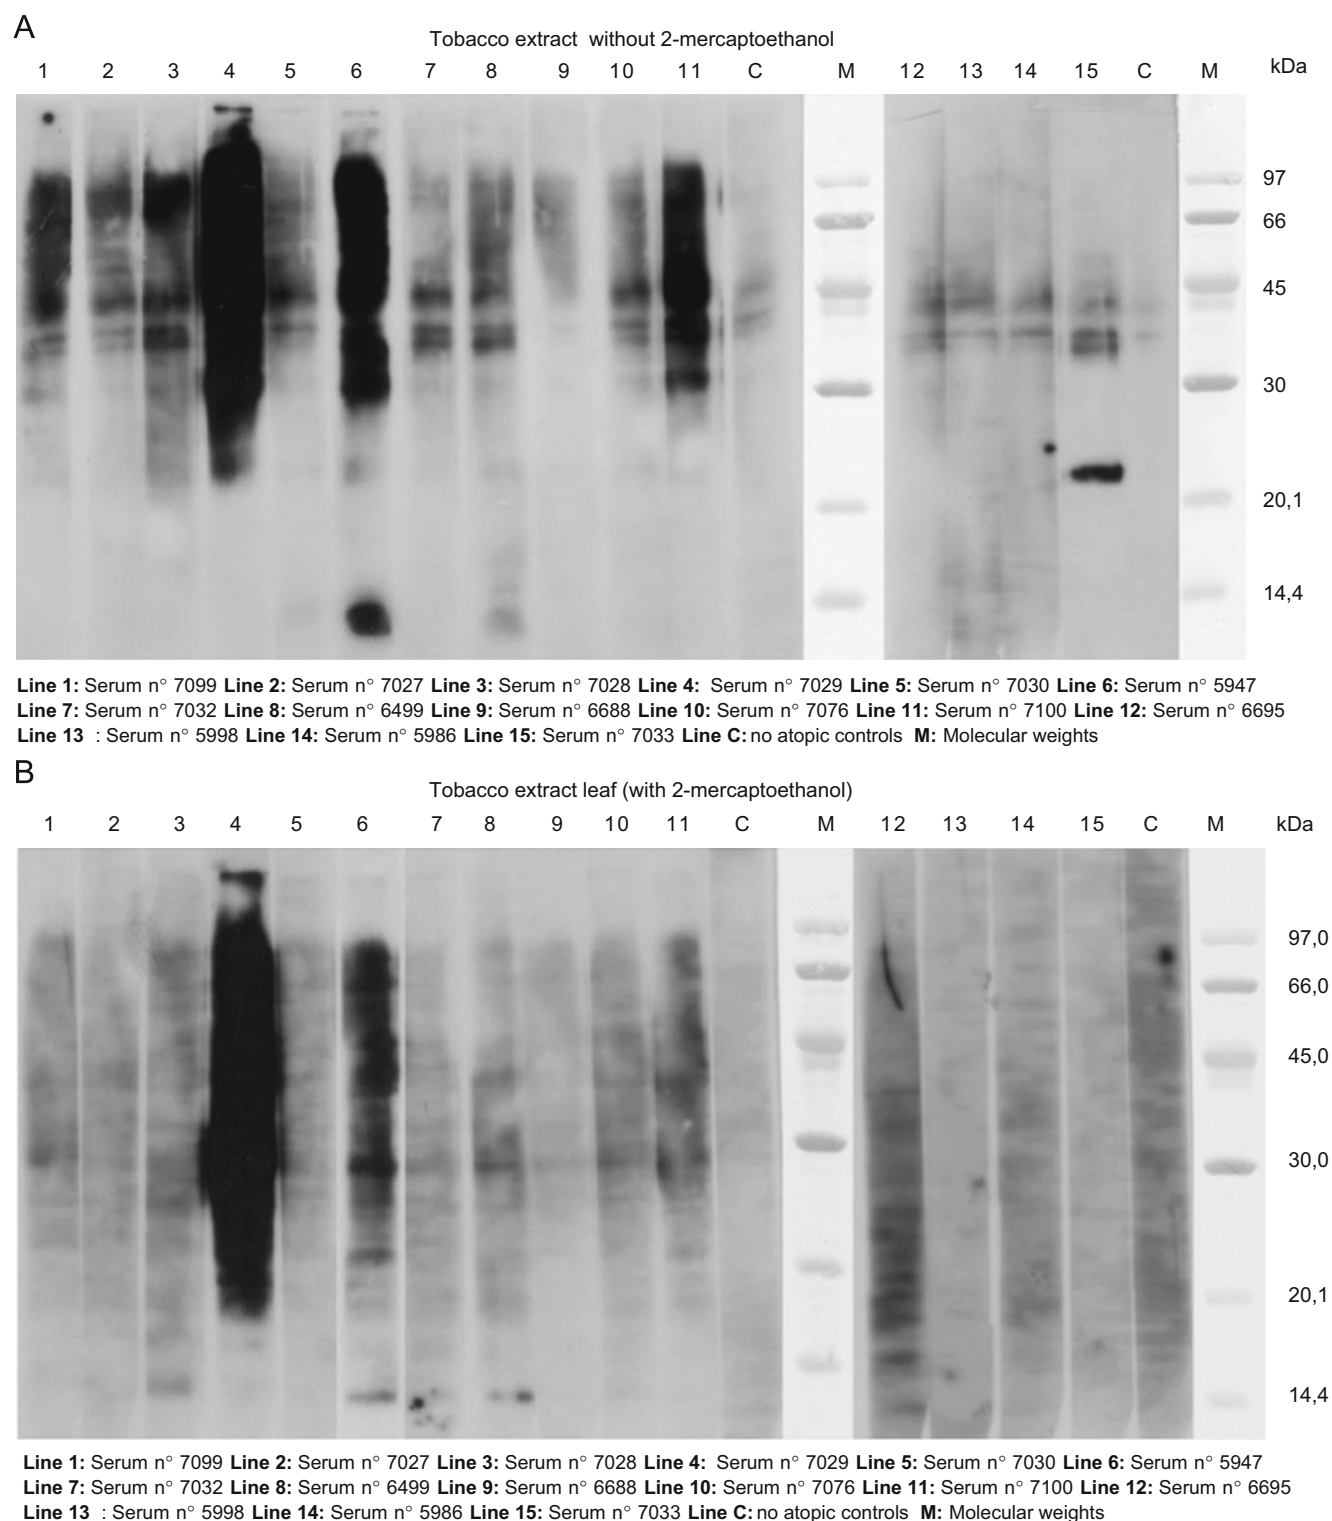 A
Tobacco extract without 2-mercaptoethanol
1 2 3 4 5 6 7 8 9 10 11 C M 12 13 14 15 C M kDa
97
66
45
30
20,1
14,4
Line 1: Serum n° 7099 Line 2: Serum n° 7027 Line 3: Serum n° 7028 Line 4: Serum n° 7029 Line 5: Serum n° 7030 Line 6: Serum n° 5947
Line 7: Serum n° 7032 Line 8: Serum n° 6499 Line 9: Serum n° 6688 Line 10: Serum n° 7076 Line 11: Serum n° 7100 Line 12: Serum n° 6695
Line 13 : Serum n° 5998 Line 14: Serum n° 5986 Line 15: Serum n° 7033 Line C: no atopic controls M: Molecular weights
B
Tobacco extract leaf (with 2-mercaptoethanol)
1 2 3 4 5 6 7 8 9 10 11 C M 12 13 14 15 C M kDa
97,0
66,0
45,0
30,0
20,1
14,4
Line 1: Serum n° 7099 Line 2: Serum n° 7027 Line 3: Serum n° 7028 Line 4: Serum n° 7029 Line 5: Serum n° 7030 Line 6: Serum n° 5947
Line 7: Serum n° 7032 Line 8: Serum n° 6499 Line 9: Serum n° 6688 Line 10: Serum n° 7076 Line 11: Serum n° 7100 Line 12: Serum n° 6695
Line 13 : Serum n° 5998 Line 14: Serum n° 5986 Line 15: Serum n° 7033 Line C: no atopic controls M: Molecular weights